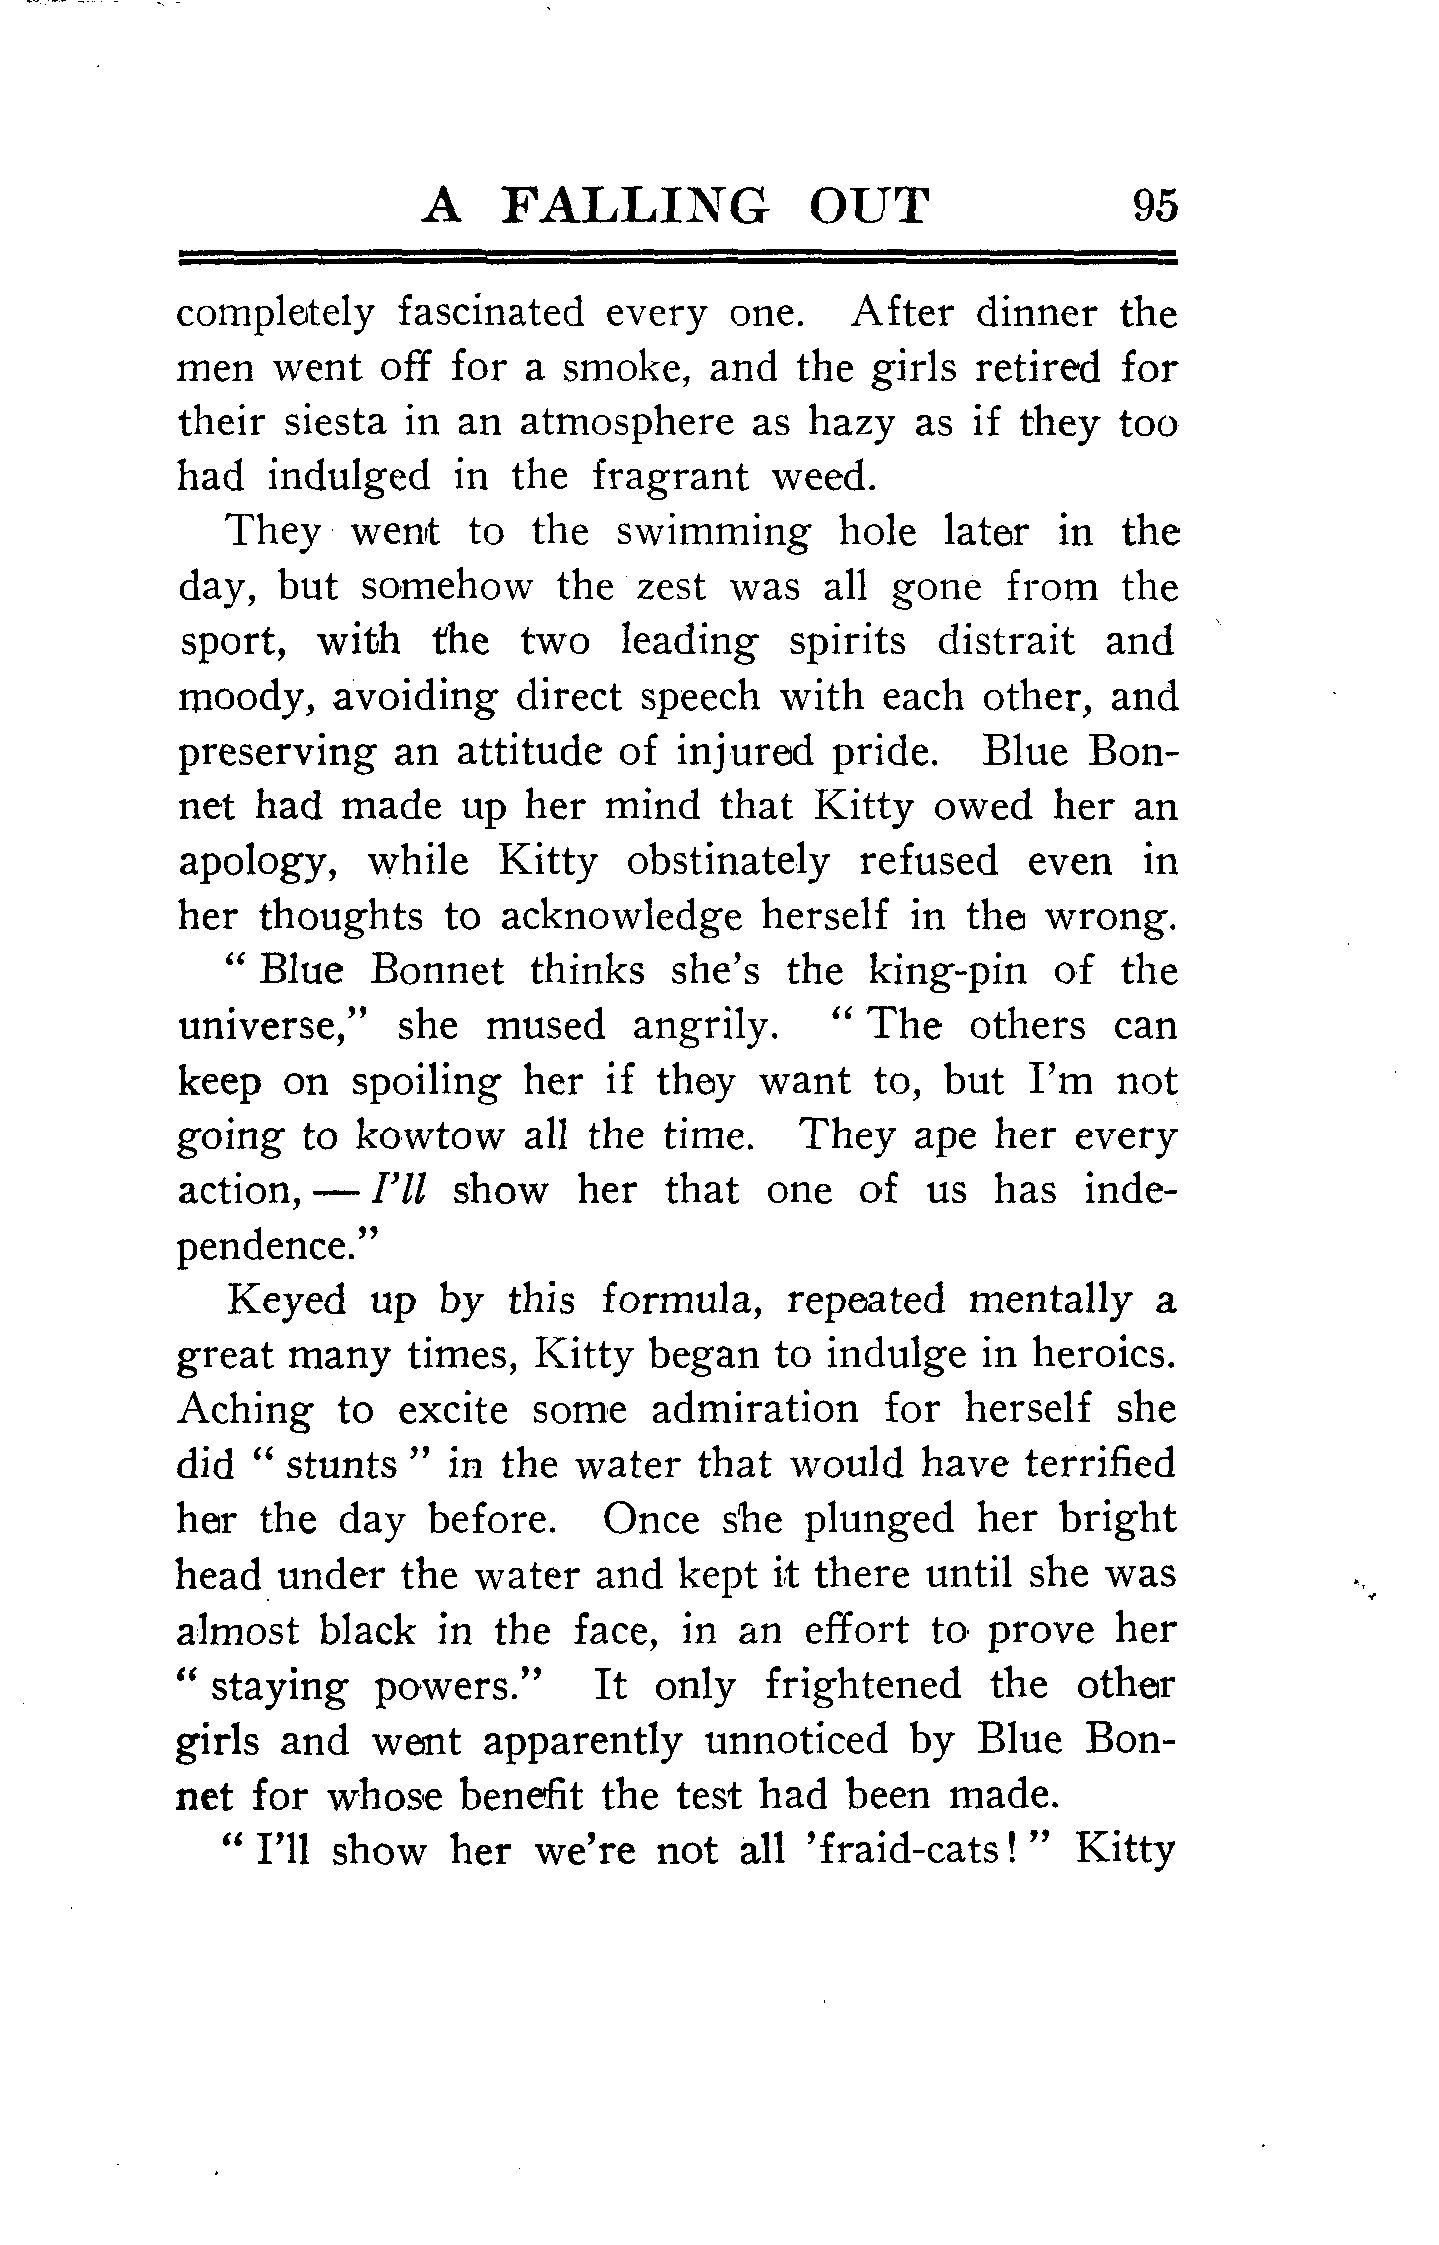 A FALLING OUT 95
completely fascinated every one. After dinner the
men went off for a smoke, and the girls retired for
their siesta in an atmosphere as hazy as if they too
had indulged in the fragrant weed.
They went to the swimming hole later in the
day, but somehow the zest was all gone from the
sport, with the two leading spirits distrait and
moody, avoiding direct speech with each other, and
preserving an attitude of injured pride. Blue Bon-
net had made up her mind that Kitty owed her an
apology, while Kitty obstinately refused even in
her thoughts to acknowledge herself in the wrong.
" Blue Bonnet thinks she's the king-pin of the
universe," she mused angrily. " The others can
keep on spoiling her if they want to, but I'm not
going to kowtow all the time. They ape her every
action, — I'll show her that one of us has inde-
pendence."
Keyed up by this formula, repeated mentally a
great many times, Kitty began to indulge in heroics.
Aching to excite some admiration for herself she
did " stunts " in the water that would have terrified
her the day before. Once she plunged her bright
head under the water and kept it there until she was
almost black in the face, in an effort to prove her
" staying powers." It only frightened the other
girls and went apparently unnoticed by Blue Bon-
net for whose benefit the test had been made.
" I'll show her we're not all 'fraid-cats! " Kitty